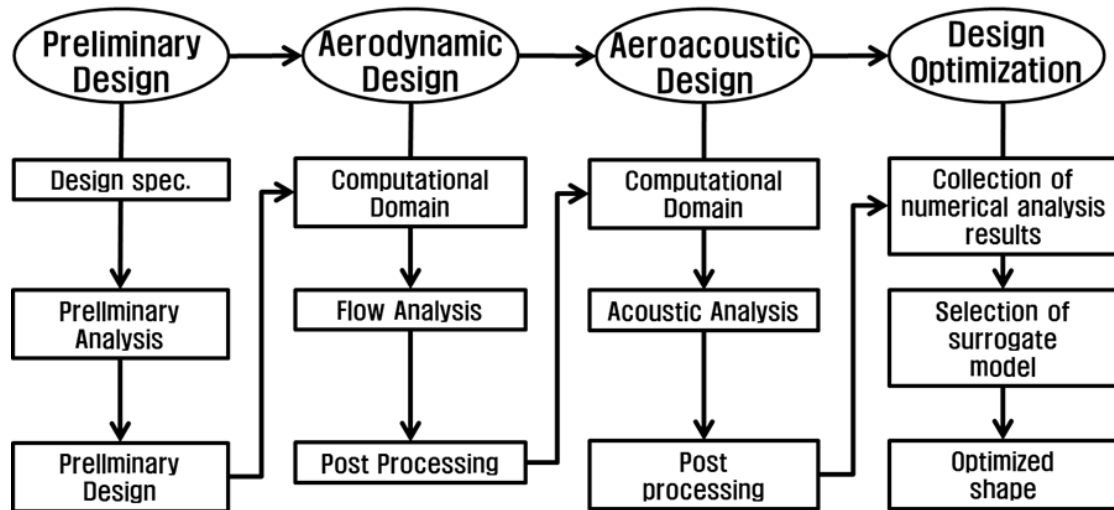 Preliminary
Design
Aerodynamic
Design
Aeroacoustic
Design
Design
Optimization
Design spec.
Prellminary
Analysis
Prellminary
Design
Computational
Domain
Flow Analysis
Post Processing
Computational
Domain
Acoustic Analysis
Post
processing
Collection of
numerical analysis
results
Selection of
surrogate
model
Optimized
shape